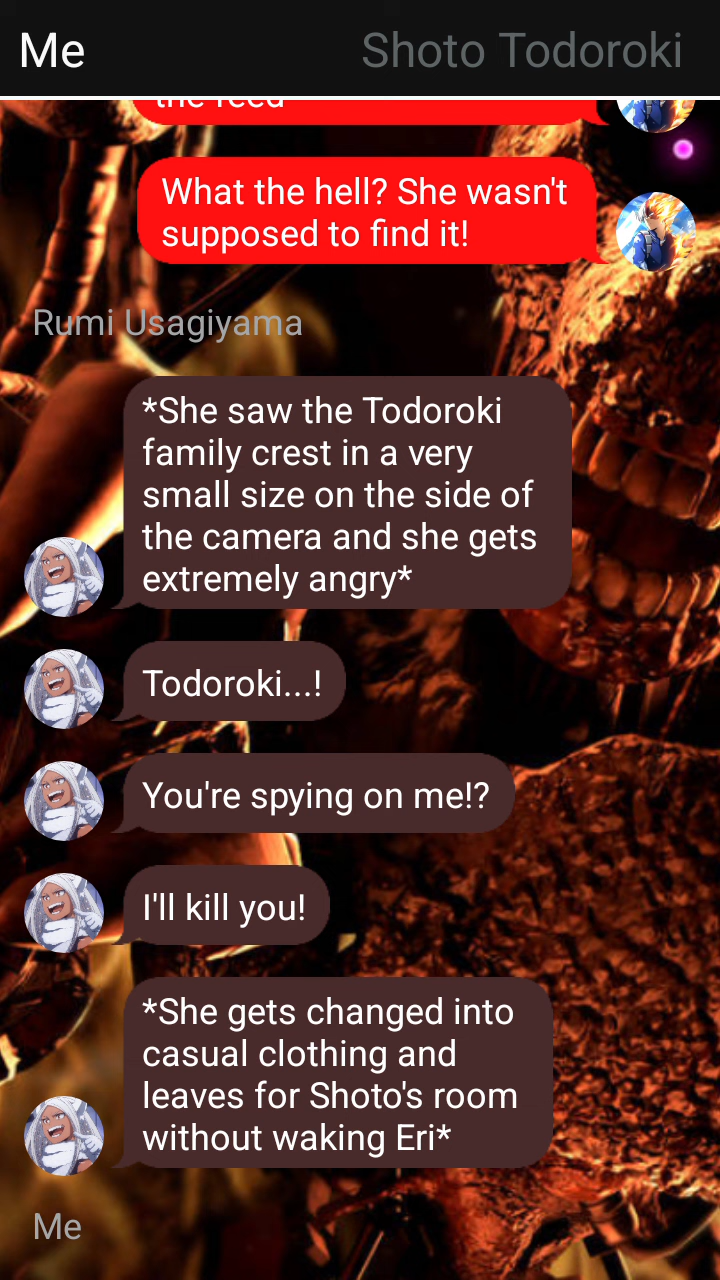 Me
Shoto Todoroki
the feed
What the hell? She wasn't
supposed to find it!
Rumi Usagiyama
*She saw the Todoroki
family crest in a very
small size on the side of
the camera and she gets
extremely angry*
Todoroki...!
You're spying on me!?
I'll kill you!
*She gets changed into
casual clothing and
leaves for Shoto's room
without waking Eri*
Me